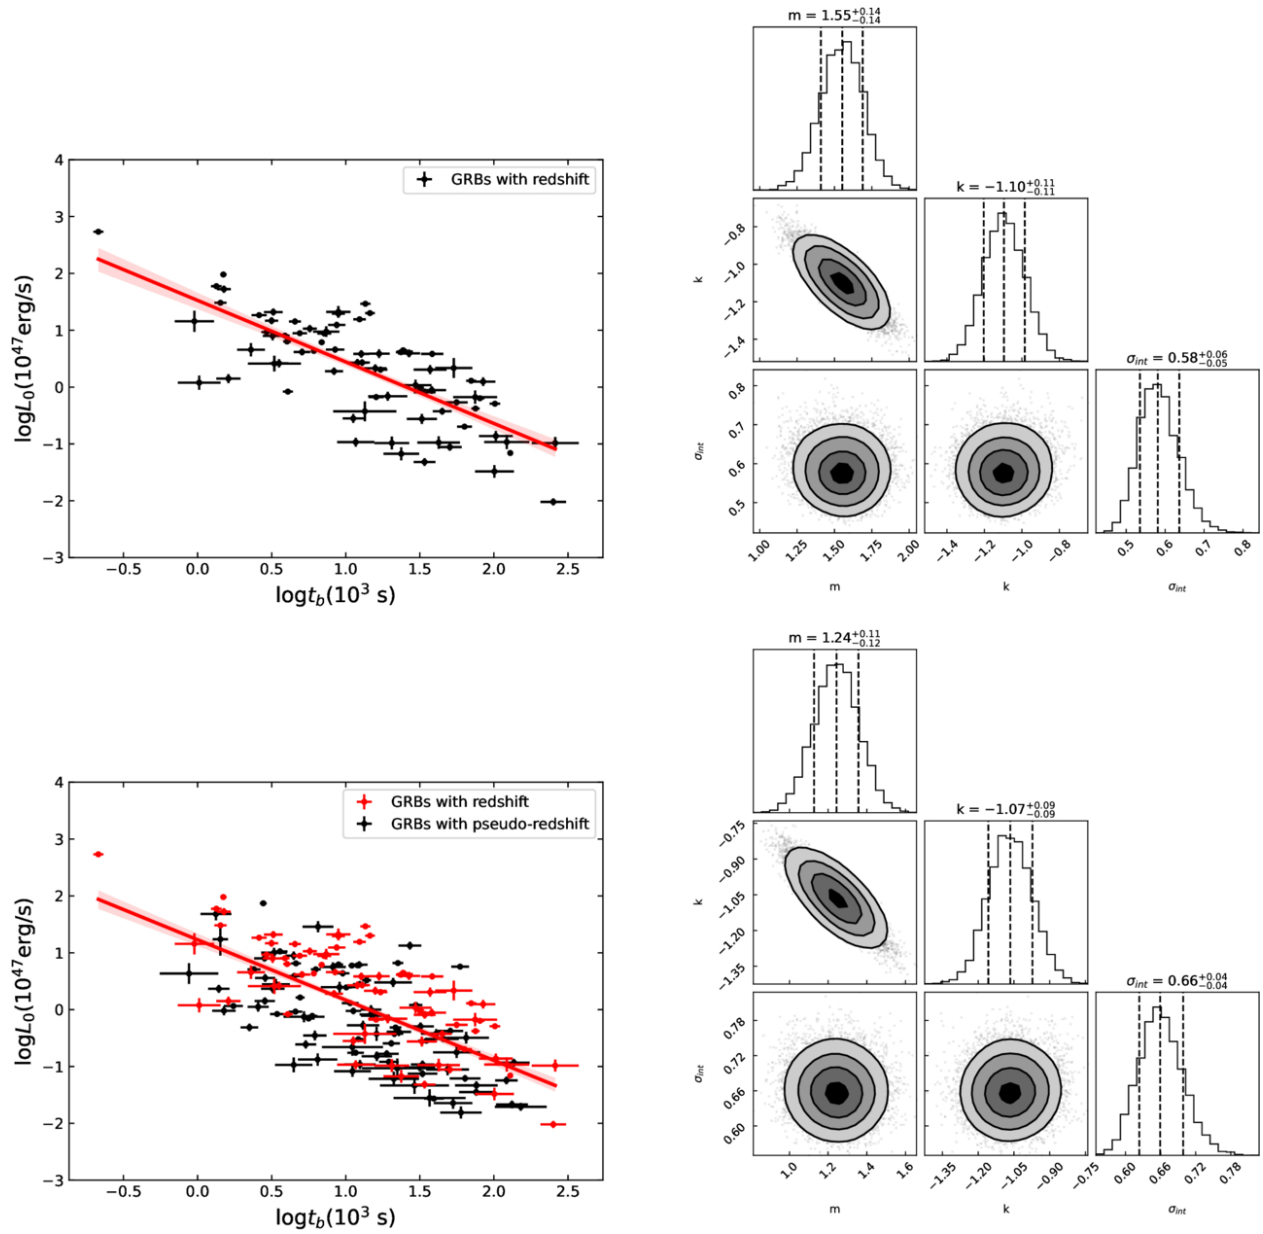 m = 1.55+0.14−0.14
4
GRBs with redshift
3
2
1
0
−1
−2
−3
logL0(10^47erg/s)
−0.5 0.0 0.5 1.0 1.5 2.0 2.5
logtb(10^3 s)
k = −1.10+0.11−0.11
−0.8
−1.0
−1.2
−1.4
k
σint = 0.58+0.06−0.05
0.8
0.7
0.6
0.5
σint
1.00 1.25 1.50 1.75 2.00
−1.4 −1.2 −1.0 −0.8
0.5 0.6 0.7 0.8
m k σint
m = 1.24+0.11−0.12
4
GRBs with redshift
GRBs with pseudo-redshift
3
2
1
0
−1
−2
−3
logL0(10^47erg/s)
−0.5 0.0 0.5 1.0 1.5 2.0 2.5
logtb(10^3 s)
k = −1.07+0.09−0.09
−0.75
−0.90
−1.05
−1.20
−1.35
k
σint = 0.66+0.04−0.04
0.78
0.72
0.66
0.60
σint
1.0 1.2 1.4 1.6
−1.35 −1.20 −1.05 −0.90 −0.75
0.60 0.66 0.72 0.78
m k σint